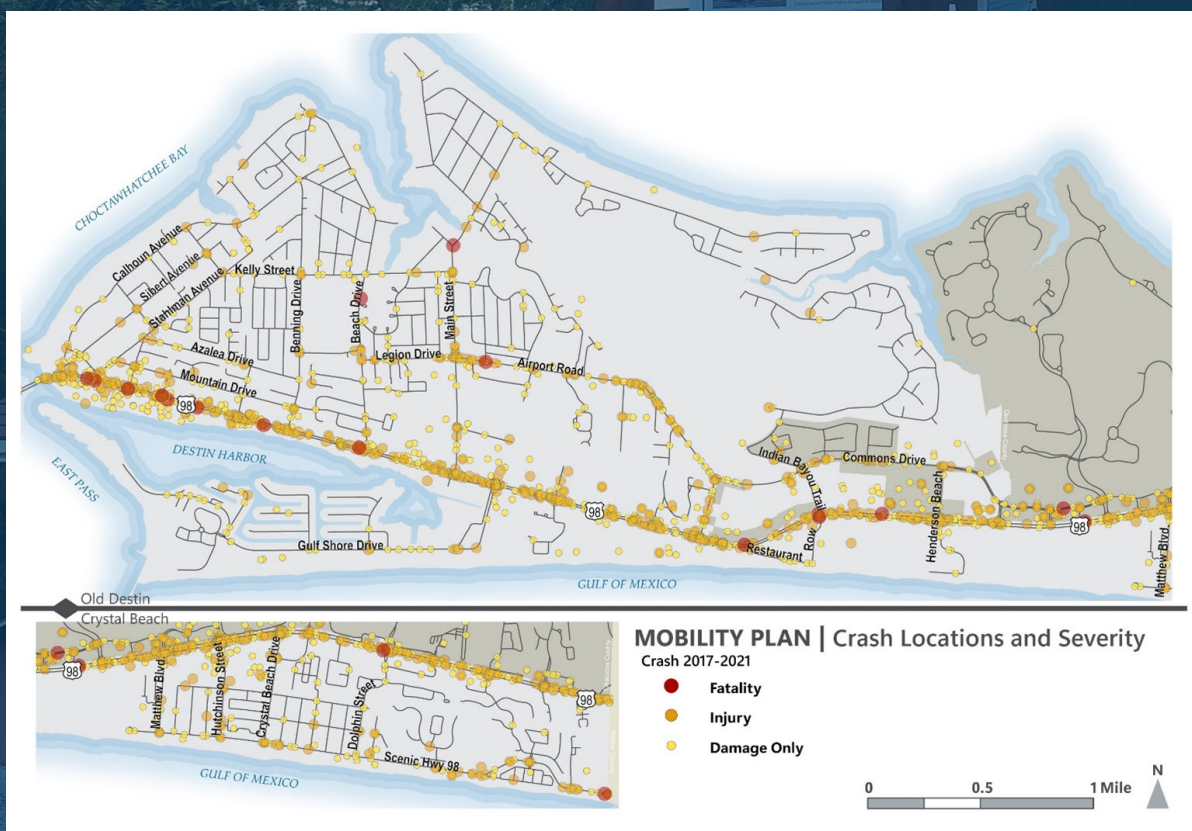 CHOCTAWHATCHEE BAY
Calhoun Avenue
Sibert Avenue
Stahlman Avenue
Kelly Street
Benning Drive
Beach Drive
Main Street
Azalea Drive
Legion Drive
Airport Road
Mountain Drive
98
DESTIN HARBOR
EAST PASS
Gulf Shore Drive
98
Indian Bayou Trail
Commons Drive
Henderson Beach
Restaurant Row
98
Matthew Blvd
GULF OF MEXICO
Old Destin
Crystal Beach
98
Matthew Blvd
Hutchinson Street
Crystal Beach Drive
Dolphin Street
98
Scenic Hwy 98
GULF OF MEXICO
MOBILITY PLAN | Crash Locations and Severity
Crash 2017-2021
Fatality
Injury
Damage Only
0 0.5 1 Mile
N